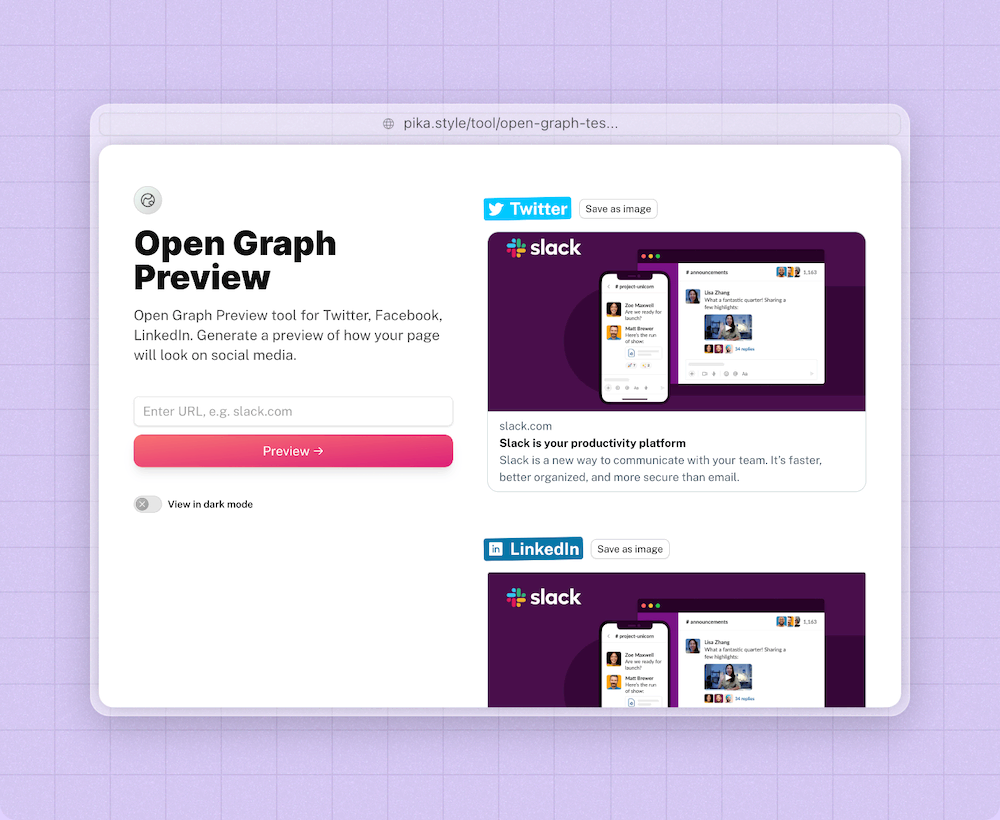 pika.style/tool/open-graph-tes...
Open Graph
Preview
Open Graph Preview tool for Twitter, Facebook,
LinkedIn. Generate a preview of how your page
will look on social media.
Enter URL, e.g. slack.com
Preview →
View in dark mode
Twitter
Save as image
slack
# announcements
1,163
Lisa Zhang
What a fantastic quarter! Sharing a
few highlights:
34 replies
Aa
# project-unicorn
Zoe Maxwell
Are we ready for
launch?
Matt Brewer
Here's the run
of show:
Aa
slack.com
Slack is your productivity platform
Slack is a new way to communicate with your team. It's faster,
better organized, and more secure than email.
in LinkedIn
Save as image
slack
# announcements
1,163
Lisa Zhang
What a fantastic quarter! Sharing a
few highlights:
34 replies
# project-unicorn
Zoe Maxwell
Are we ready for
launch?
Matt Brewer
Here's the run
of show: